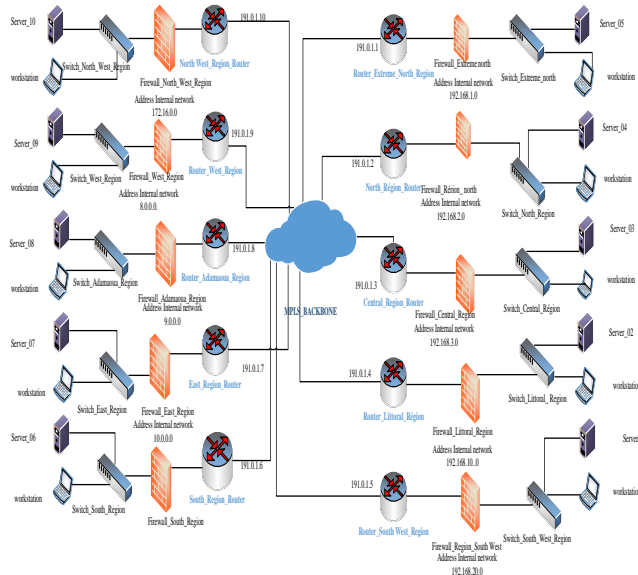 Server_10
191.0.1.10
workstation
Switch_North_West_Region
North West_Region_Router
Firewall_North_West_Region
Address Internal network
172.16.0.0
Server_09
191.0.1.9
workstation
Switch_West_Region
Firewall_West_Region
Router_West_Region
Address Internal network
8.0.0.0.
Server_08
191.0.1.8
workstation
Switch_Adamaoua_Region
Router_Adamaoua_Region
Firewall_Adamaoua_Region
Address Internal network
9.0.0.0
Server_07
191.0.1.7
workstation
Switch_East_Region
East_Region_Router
Firewall_East_Region
Address Internal network
10.0.0.0
Server_06
191.0.1.6
workstation
Switch_South_Region
South_Region_Router
Firewall_South_Region
MPLS_BACKBONE
191.0.1.1
Server_05
Firewall_Extreme north
Router_Extreme_North_Region
Switch_Extreme_north
workstation
Address Internal network
192.168.1.0
191.0.1.2
Server_04
North_Région_Router
Firewall_Région_ north
workstation
Address Internal network
192.168.2.0
Switch_North_Region
191.0.1.3
Server_03
Central_Region_Router
workstation
Firewall_Central_Region
Switch_Central_Région
Address Internal network
192.168.3.0
191.0.1.4
Server_02
workstation
Router_Littoral_Région
Switch_Littoral_Région
Firewall_Littoral_Region
Address Internal network
192.168.10..0
191.0.1.5
Server
workstation
Router_South West_Region
Switch_South_West_Region
Firewall_Region_South West
Address Internal network
192.168.20.0